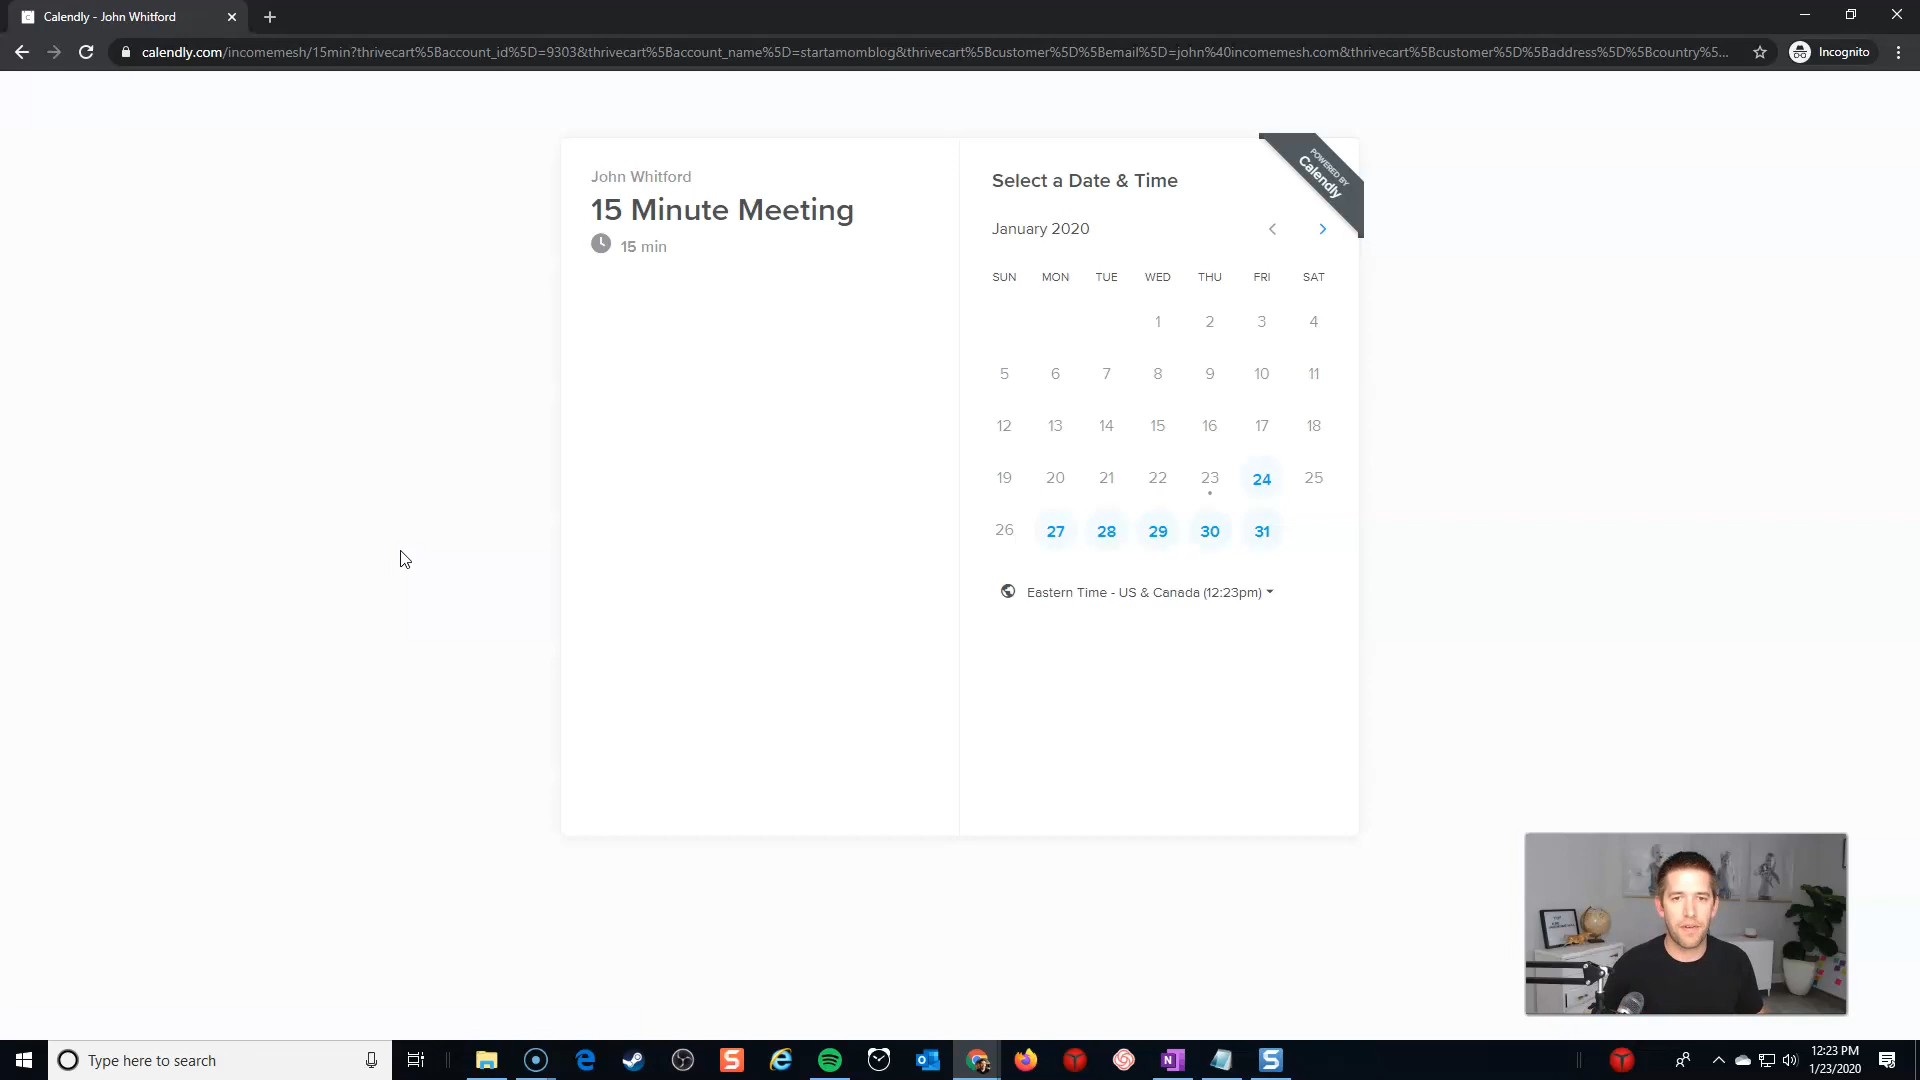 Calendly - John Whitford
calendly.com/incomemesh/15min?thrivecart%5Baccount_id%5D=9303&thrivecart%5Baccount_name%5D=startamomblog&thrivecart%5Bcustomer%5D%5Bemail%5D=john%40incomemesh.com&thrivecart%5Bcustomer%5D%5Baddress%5D%5Bcountry%5...
Incognito
John Whitford
15 Minute Meeting
15 min
POWERED BY
Calendly
Select a Date & Time
January 2020
SUN MON TUE WED THU FRI SAT
1 2 3 4
5 6 7 8 9 10 11
12 13 14 15 16 17 18
19 20 21 22 23 24 25
26 27 28 29 30 31
Eastern Time - US & Canada (12:23pm)
Type here to search
12:23 PM
1/23/2020